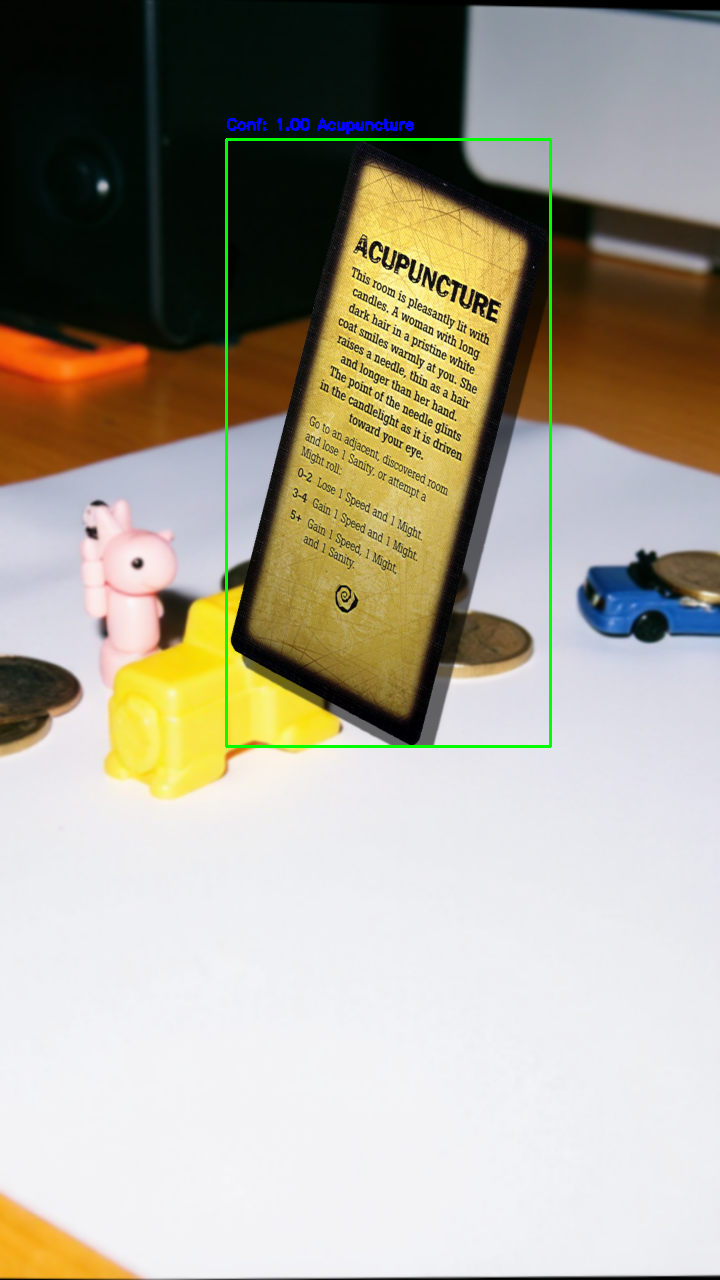 Conf: 1.00 Acupuncture
ACUPUNCTURE
This room is pleasantly lit with
candles. A woman with long
dark hair in a pristine white
coat smiles warmly at you. She
raises a needle, thin as a hair
and longer than her hand.
The point of the needle glints
in the candlelight as it is driven
toward your eye.
Go to an adjacent, discovered room
and lose 1 Sanity, or attempt a
Might roll:
0-2 Lose 1 Speed and 1 Might.
3-4 Gain 1 Speed and 1 Might.
5+ Gain 1 Speed, 1 Might,
and 1 Sanity.